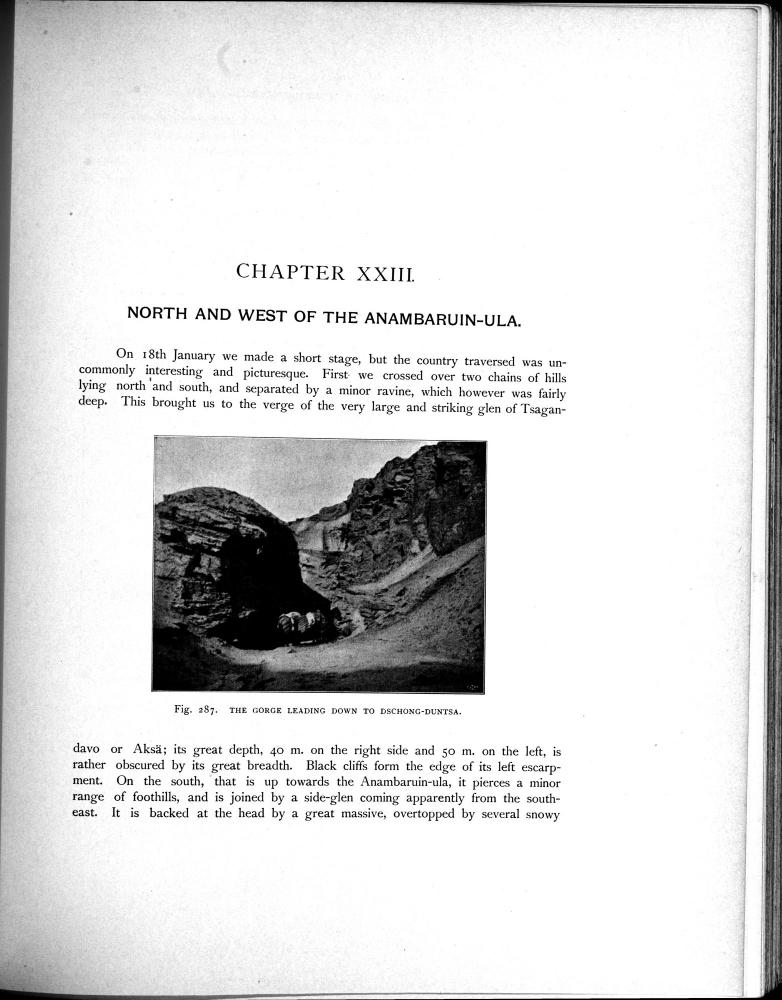 CHAPTER XXIII.
NORTH AND WEST OF THE ANAMBARUIN-ULA.
On 18th January we made a short stage, but the country traversed was un-
commonly interesting and picturesque. First we crossed over two chains of hills
lying north and south, and separated by a minor ravine, which however was fairly
deep. This brought us to the verge of the very large and striking glen of Tsagan-
Fig. 287. THE GORGE LEADING DOWN TO DSCHONG-DUNTSA.
davo or Aksä; its great depth, 40 m. on the right side and 50 m. on the left, is
rather obscured by its great breadth. Black cliffs form the edge of its left escarp-
ment. On the south, that is up towards the Anambaruin-ula, it pierces a minor
range of foothills, and is joined by a side-glen coming apparently from the south-
east. It is backed at the head by a great massive, overtopped by several snowy